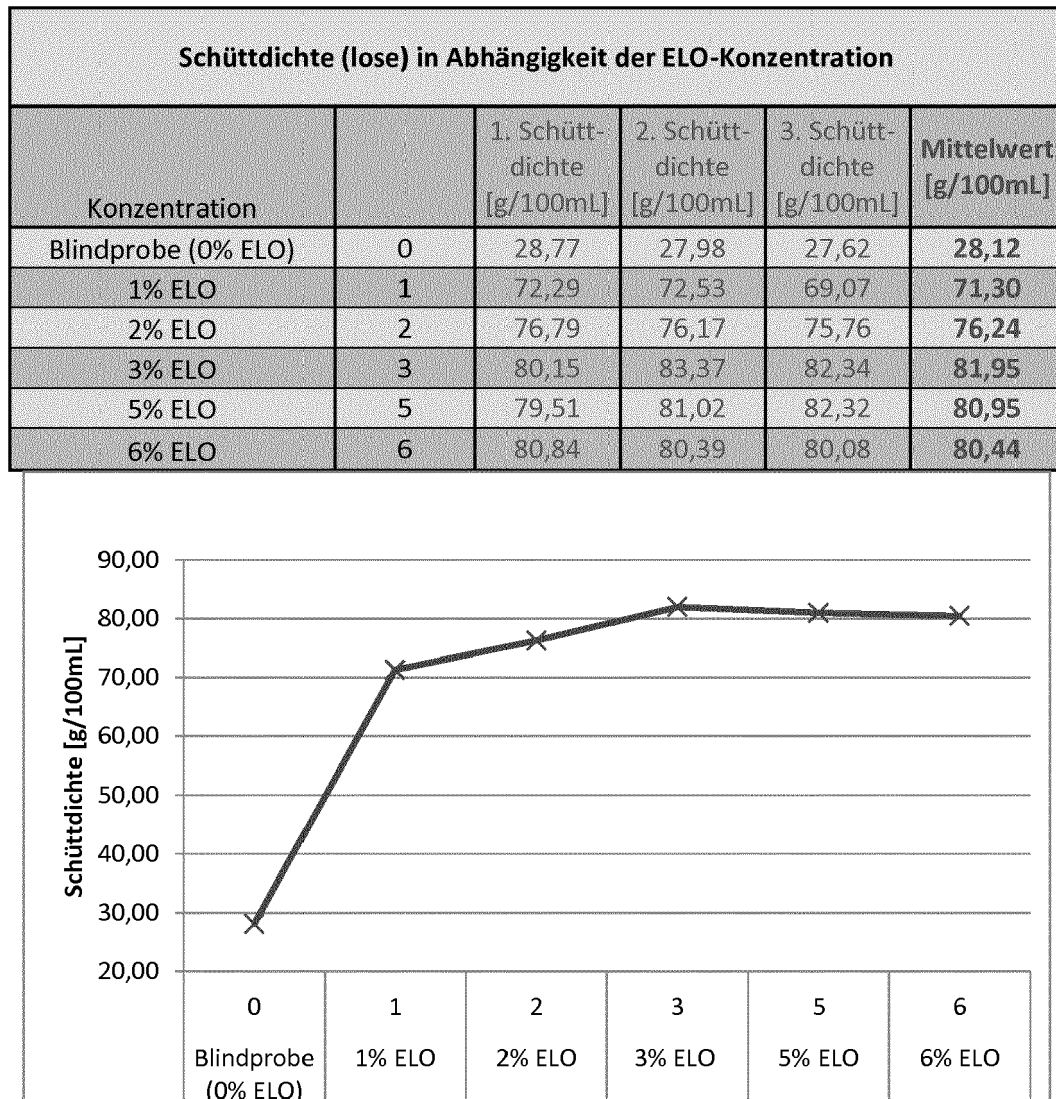 Schüttdichte (lose) in Abhängigkeit der ELO-Konzentration
Konzentration
1. Schütt-
dichte
[g/100mL]
2. Schütt-
dichte
[g/100mL]
3. Schütt-
dichte
[g/100mL]
Mittelwert
[g/100mL]
Blindprobe (0% ELO) 0 28,77 27,98 27,62 28,12
1% ELO 1 72,29 72,53 69,07 71,30
2% ELO 2 76,79 76,17 75,76 76,24
3% ELO 3 80,15 83,37 82,34 81,95
5% ELO 5 79,51 81,02 82,32 80,95
6% ELO 6 80,84 80,39 80,08 80,44
Schüttdichte [g/100mL]
90,00
80,00
70,00
60,00
50,00
40,00
30,00
20,00
0 1 2 3 5 6
Blindprobe 1% ELO 2% ELO 3% ELO 5% ELO 6% ELO
(0% ELO)